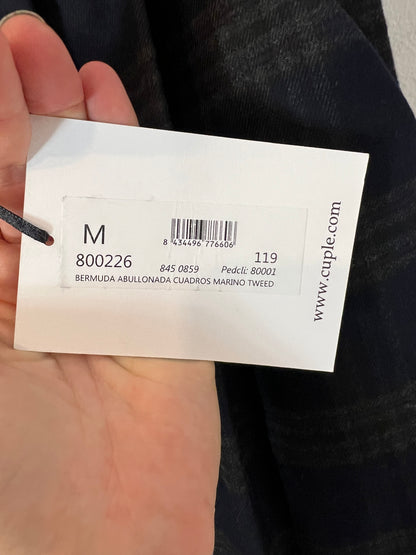 M
8 434496 776606
800226
845 0859
Pedcli: 80001
119
BERMUDA ABULLONADA CUADROS MARINO TWEED
www.cuple.com